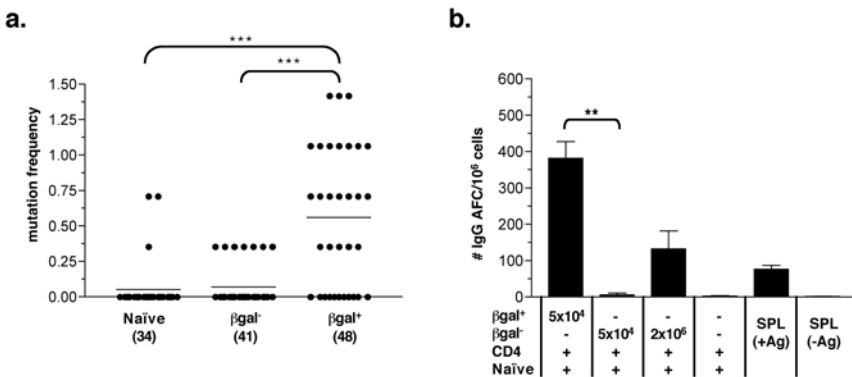 a.
b.
***
***
mutation frequency
1.50
1.25
1.00
0.75
0.50
0.25
0.00
Naïve
(34)
βgal-
(41)
βgal+
(48)
# IgG AFC/10⁶ cells
600
500
400
300
200
100
0
**
βgal⁺ 5x10⁴ - - - SPL (+Ag) SPL (-Ag)
βgal⁻ - 5x10⁴ 2x10⁶ -
CD4 + + + +
Naïve + + + +